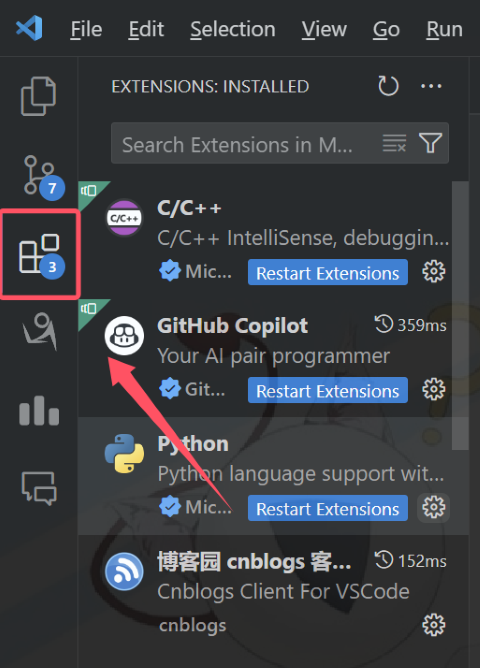 File Edit Selection View Go Run
EXTENSIONS: INSTALLED
Search Extensions in M...
7
C/C++
C/C++
C/C++ IntelliSense, debuggin...
Mic... Restart Extensions
3
GitHub Copilot 359ms
Your AI pair programmer
Git... Restart Extensions
Python
Python language support wit...
Mic... Restart Extensions
博客园 cnblogs 客... 152ms
Cnblogs Client For VSCode
cnblogs